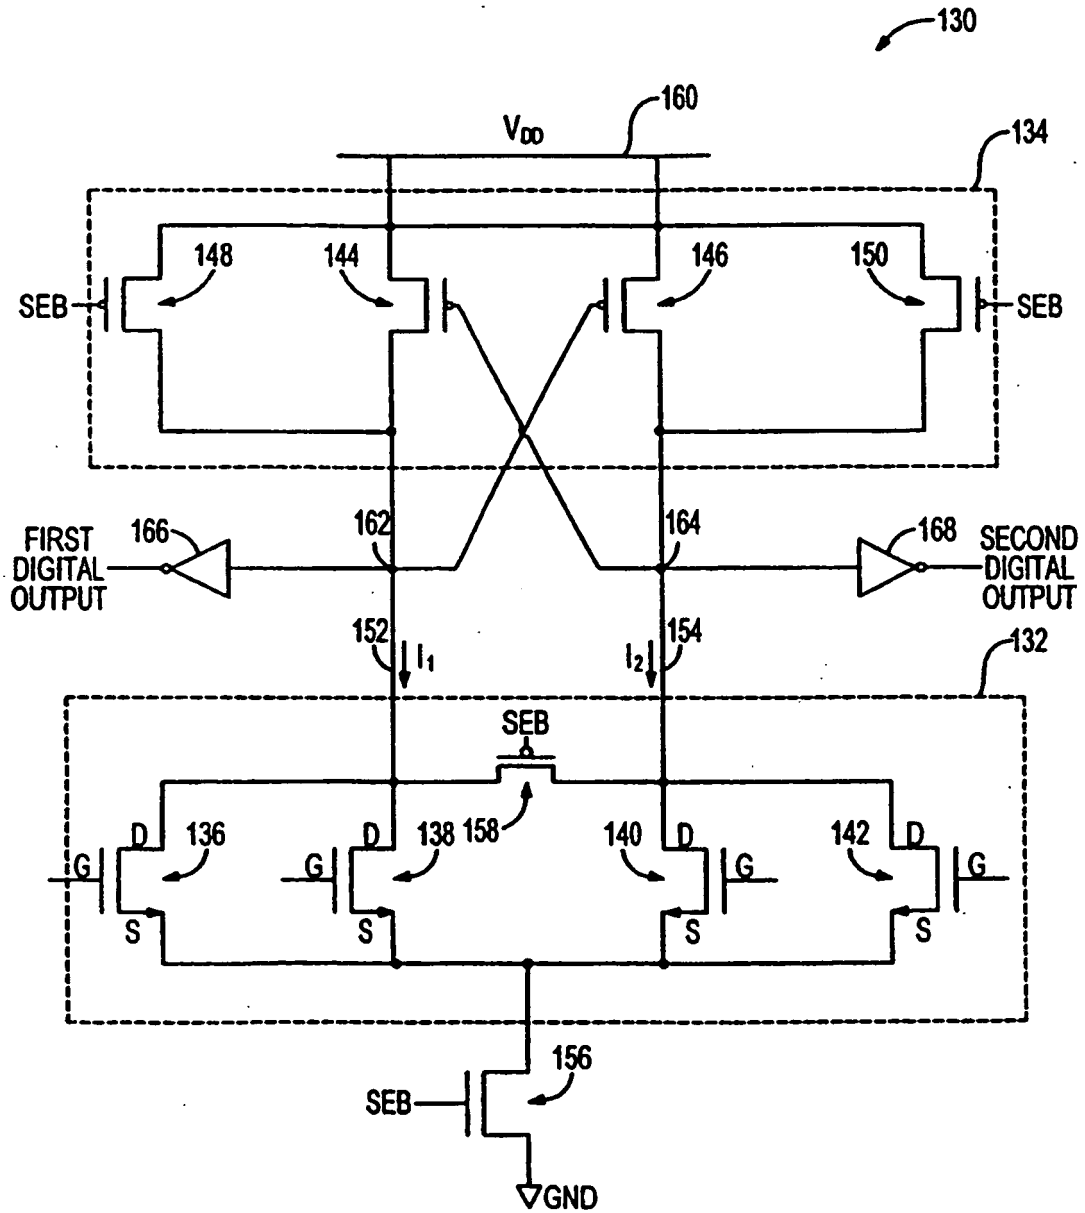 130
160
VDD
134
148
144
146
150
SEB
SEB
162
164
166
168
FIRST
DIGITAL
OUTPUT
SECOND
DIGITAL
OUTPUT
152
I1
I2
154
132
SEB
158
D
136
D
138
140
D
142
D
G
G
G
G
S
S
S
S
156
SEB
GND